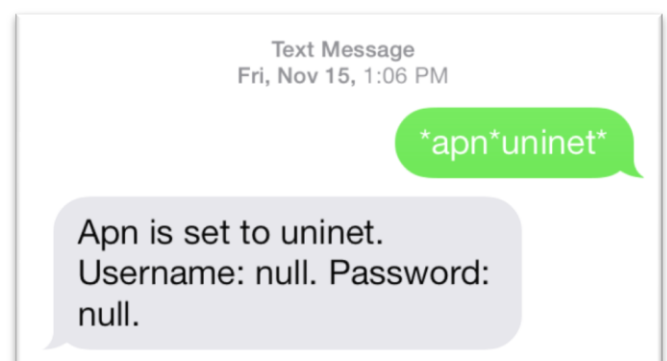 Text Message
Fri, Nov 15, 1:06 PM
*apn*uninet*
Apn is set to uninet.
Username: null. Password:
null.